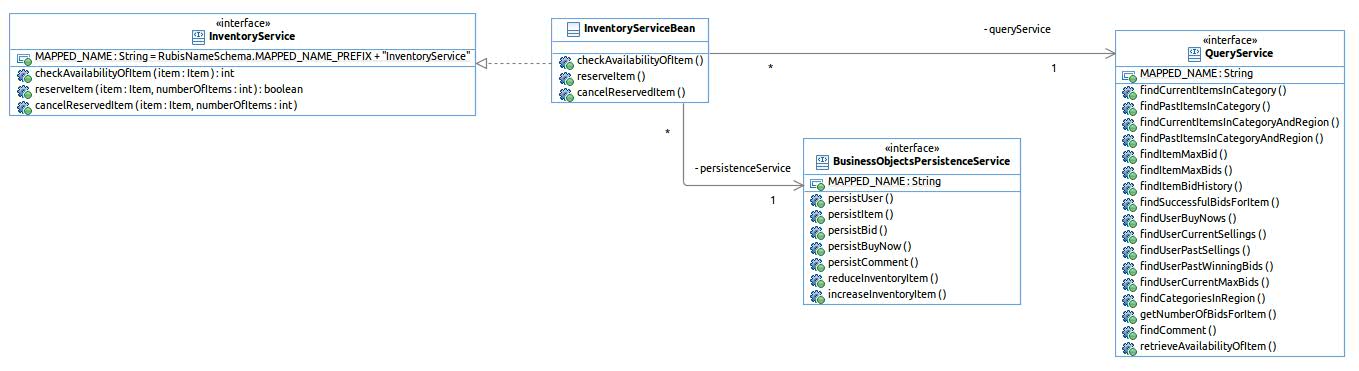 «interface»
InventoryService
MAPPED_NAME : String = RubisNameSchema.MAPPED_NAME_PREFIX + "InventoryService"
checkAvailabilityOfItem ( item : Item ) : int
reserveItem ( item : Item, numberOfItems : int ) : boolean
cancelReservedItem ( item : Item, numberOfItems : int )
InventoryServiceBean
checkAvailabilityOfItem ( )
reserveItem ( )
cancelReservedItem ( )
- queryService
*
1
*
- persistenceService
1
«interface»
BusinessObjectsPersistenceService
MAPPED_NAME : String
persistUser ( )
persistItem ( )
persistBid ( )
persistBuyNow ( )
persistComment ( )
reduceInventoryItem ( )
increaseInventoryItem ( )
«interface»
QueryService
MAPPED_NAME : String
findCurrentItemsInCategory ( )
findPastItemsInCategory ( )
findCurrentItemsInCategoryAndRegion ( )
findPastItemsInCategoryAndRegion ( )
findItemMaxBid ( )
findItemMaxBids ( )
findItemBidHistory ( )
findSuccessfulBidsForItem ( )
findUserBuyNows ( )
findUserCurrentSellings ( )
findUserPastSellings ( )
findUserPastWinningBids ( )
findUserCurrentMaxBids ( )
findCategoriesInRegion ( )
getNumberOfBidsForItem ( )
findComment ( )
retrieveAvailabilityOfItem ( )